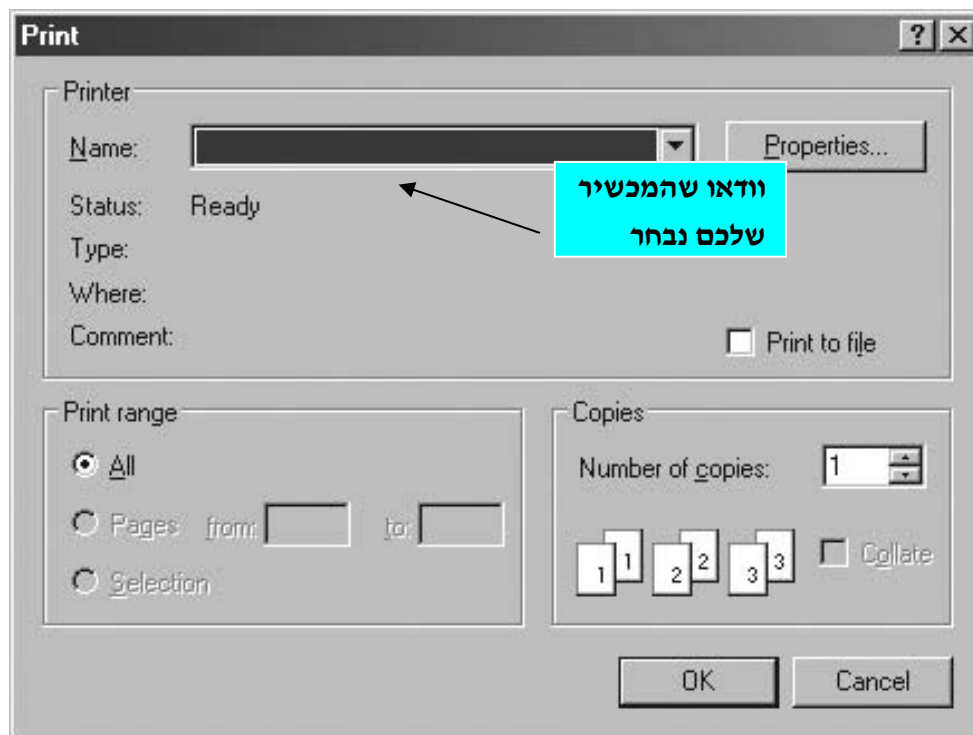 Print
Printer
Name:
Properties...
וודאו שהמכשיר
שלכם נבחר
Status: Ready
Type:
Where:
Comment:
Print to file
Print range
All
Pages from: to:
Selection
Copies
Number of copies: 1
1 1 2 2 3 3
Collate
OK
Cancel